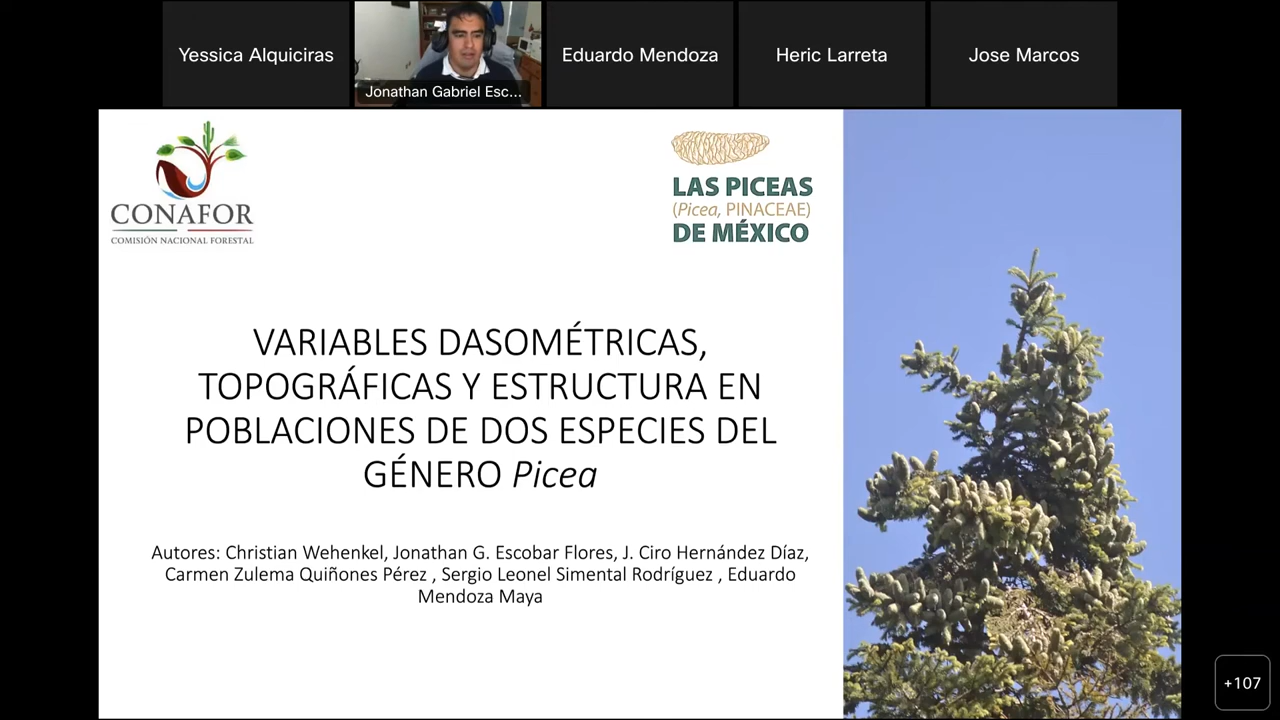 Yessica Alquiciras
Jonathan Gabriel Esc...
Eduardo Mendoza
Heric Larreta
Jose Marcos
CONAFOR
COMISIÓN NACIONAL FORESTAL
LAS PICEAS
(Picea, PINACEAE)
DE MÉXICO
VARIABLES DASOMÉTRICAS,
TOPOGRÁFICAS Y ESTRUCTURA EN
POBLACIONES DE DOS ESPECIES DEL
GÉNERO Picea
Autores: Christian Wehenkel, Jonathan G. Escobar Flores, J. Ciro Hernández Díaz,
Carmen Zulema Quiñones Pérez , Sergio Leonel Simental Rodríguez , Eduardo
Mendoza Maya
+107